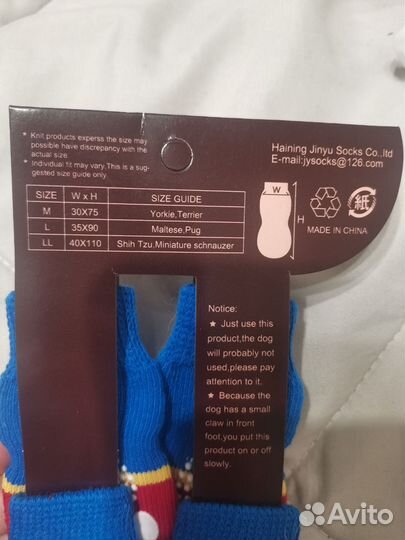 * Knit products experss the size may
possible have discrepancy with the
actual size.
* Individual fit may vary.This is a sug-
gested size guide only.
SIZE W x H SIZE GUIDE
M 30X75 Yorkie,Terrier
L 35X90 Maltese,Pug
LL 40X110 Shih Tzu,Miniature schnauzer
Haining Jinyu Socks Co.,ltd
E-mail:jysocks@126.com
W
H
紙
MADE IN CHINA
Notice:
★ Just use this
product,the dog
will probably not
used,please pay
attention to it.
★ Because the
dog has a small
claw in front
foot,you put this
product on or off
slowly.
Avito